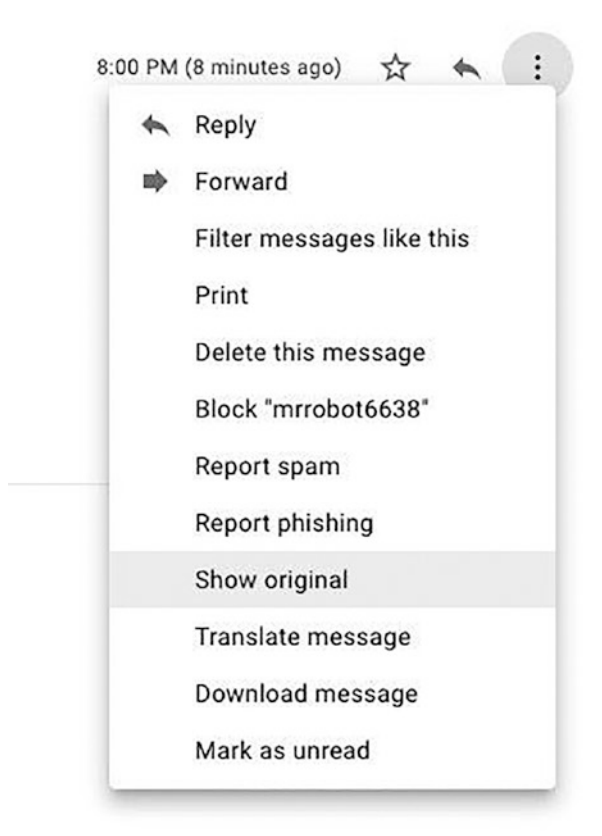 8:00 PM (8 minutes ago)
Reply
Forward
Filter messages like this
Print
Delete this message
Block "mrrobot6638"
Report spam
Report phishing
Show original
Translate message
Download message
Mark as unread